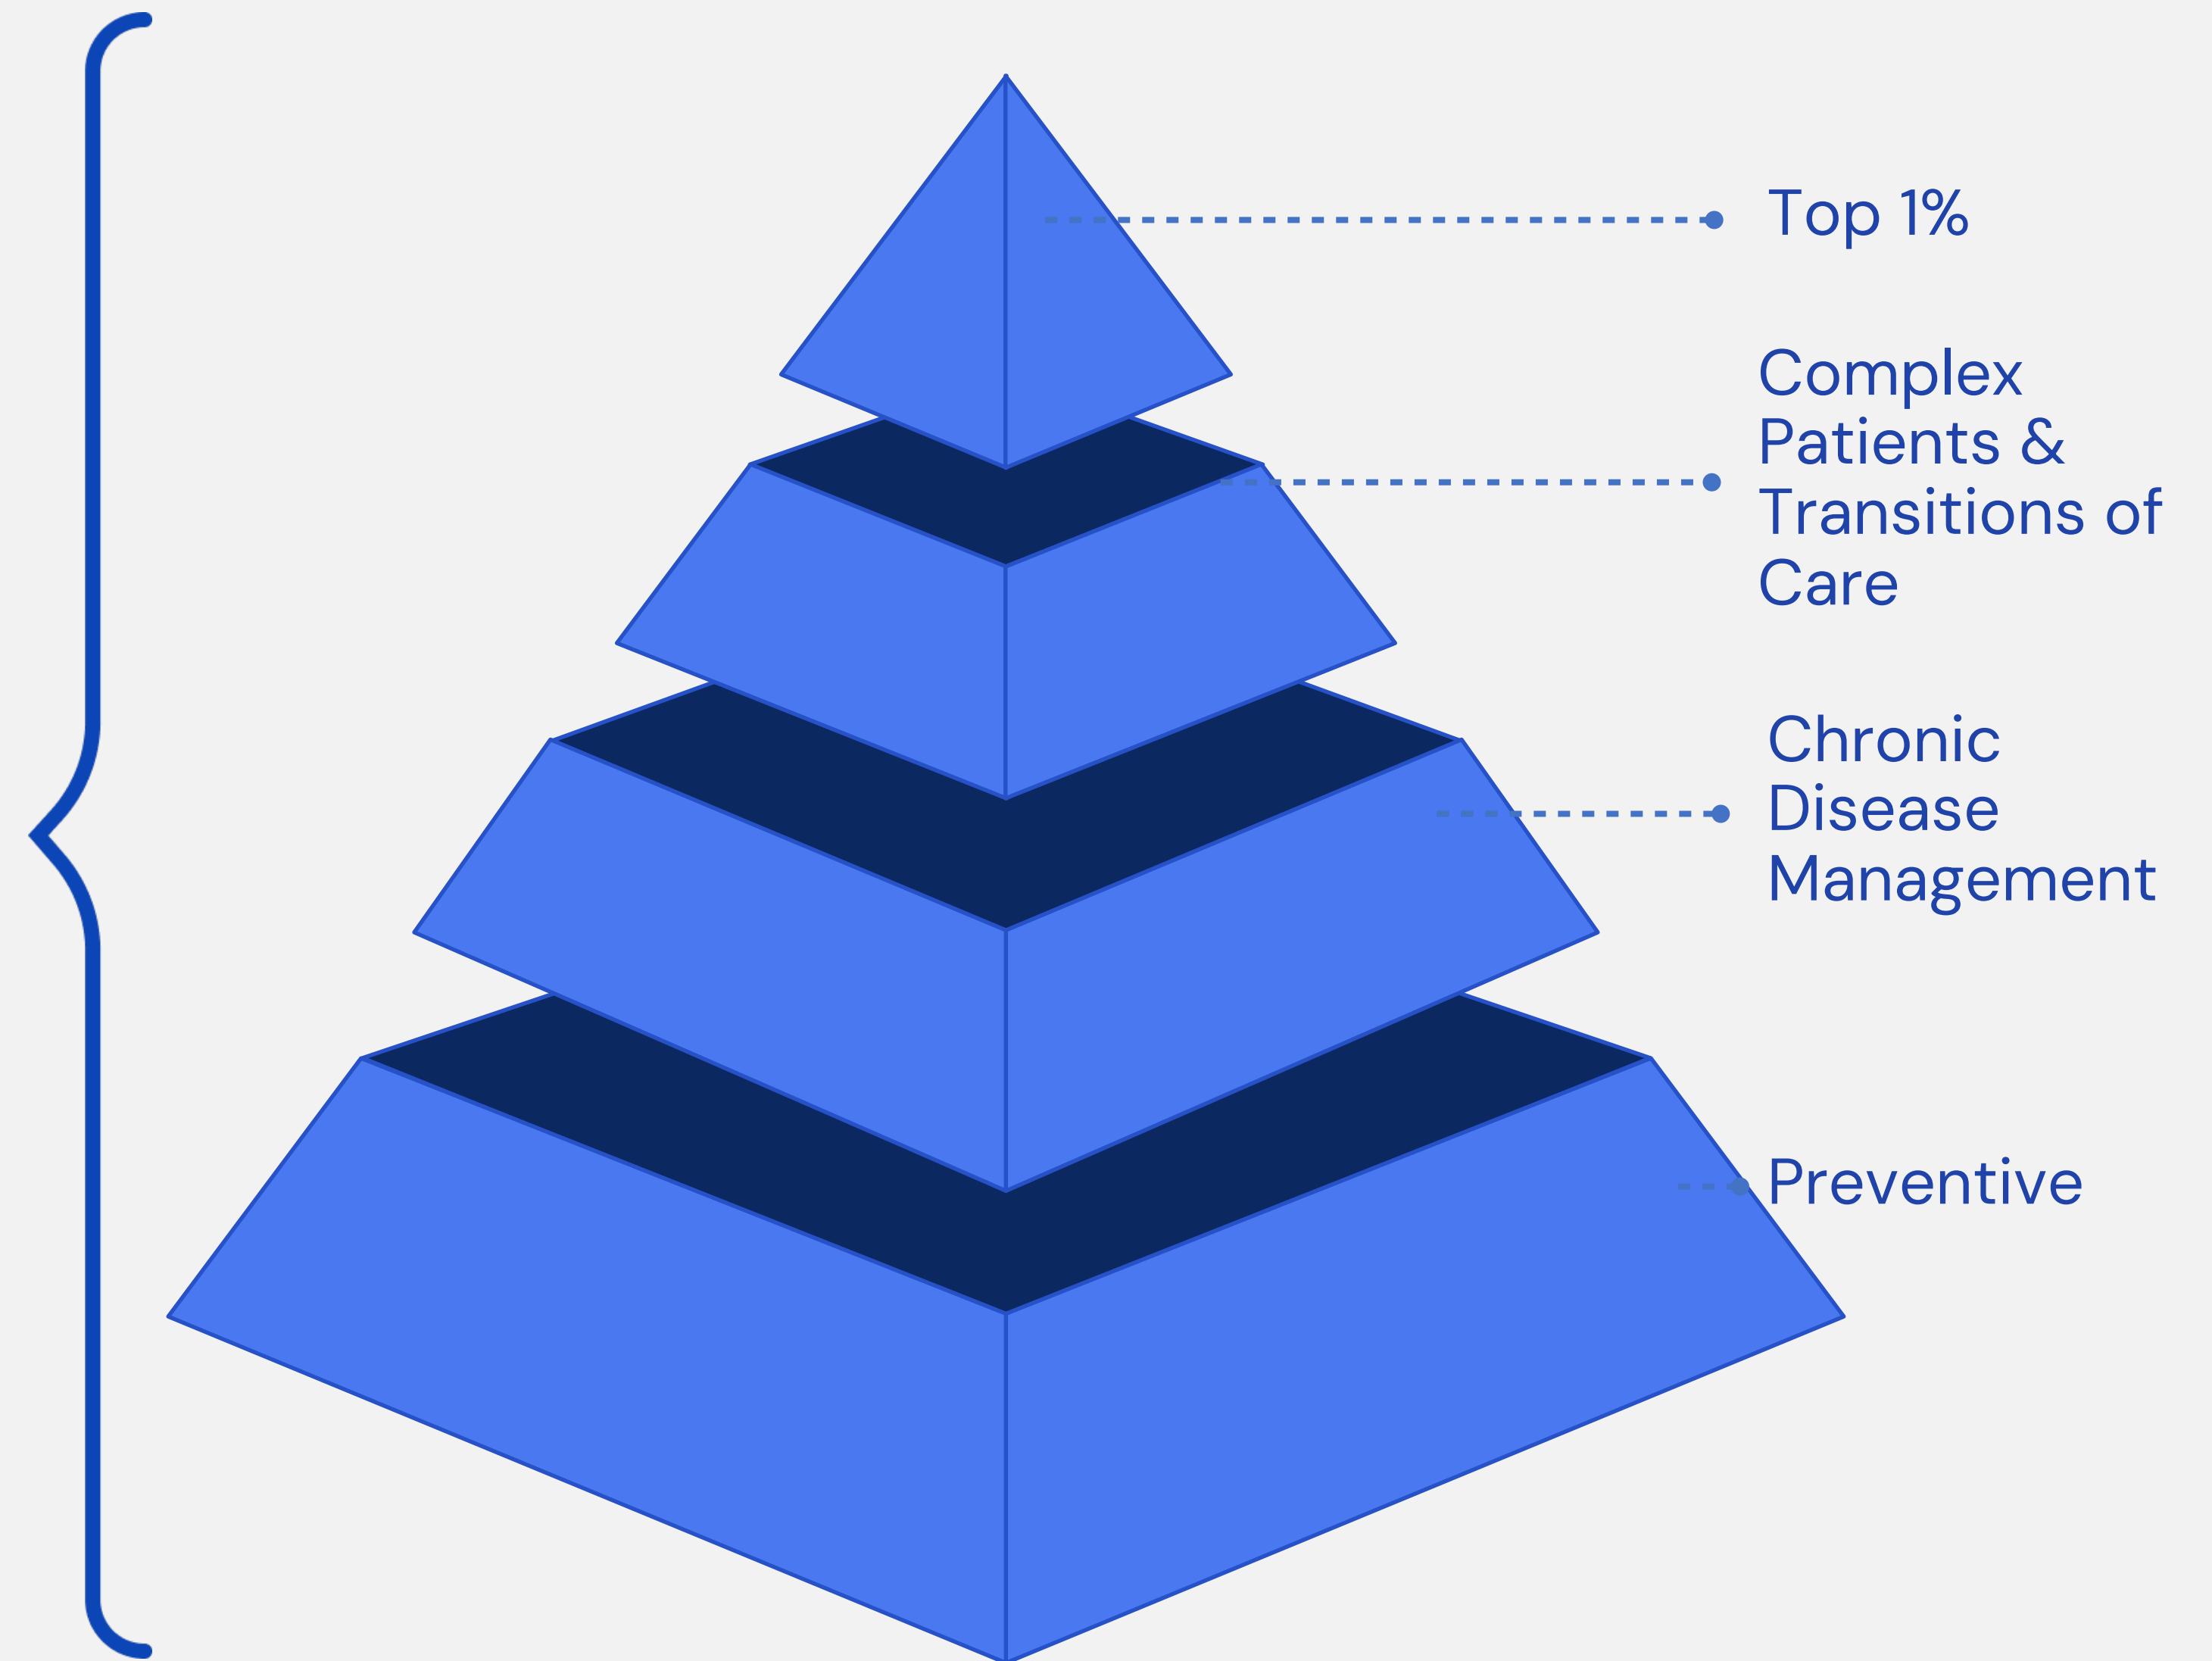 Top 1%
Complex
Patients &
Transitions of
Care
Chronic
Disease
Management
Preventive